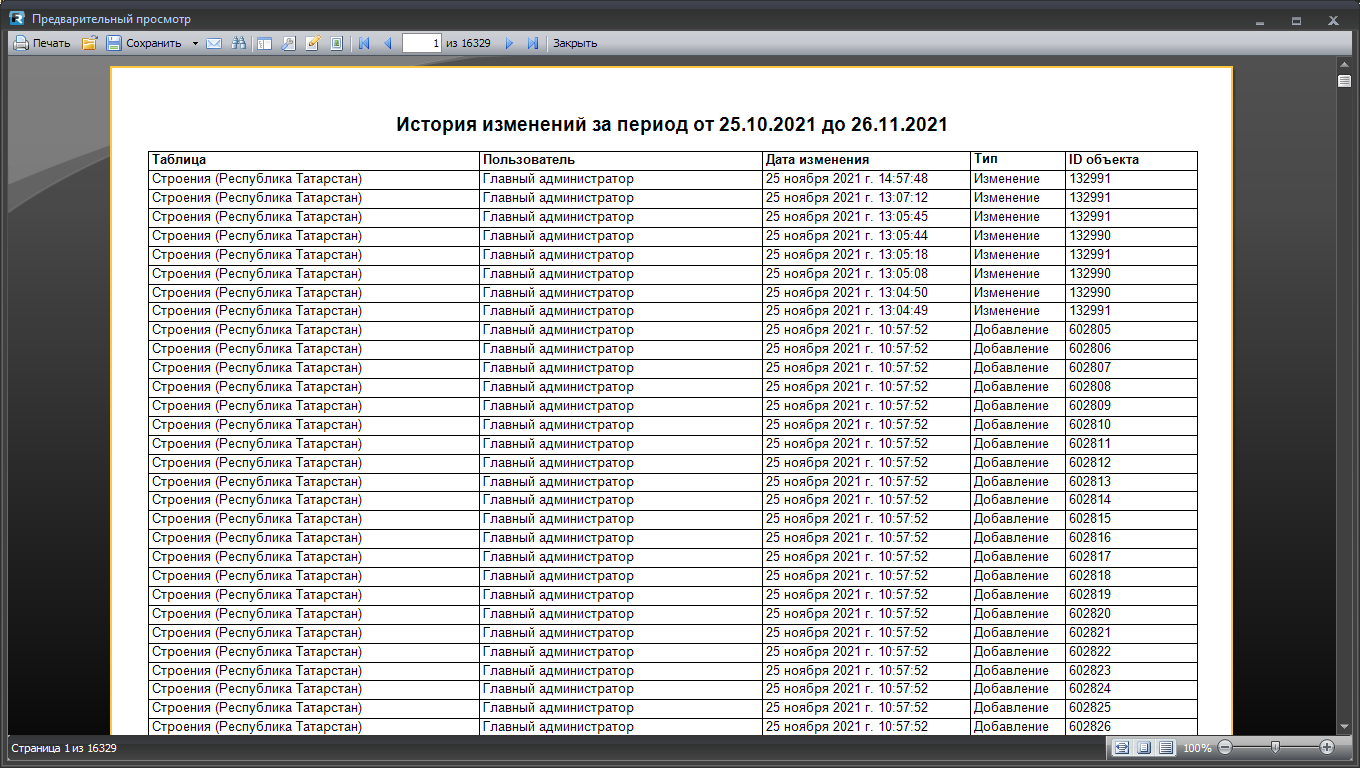 Предварительный просмотр
Печать Сохранить 1 из 16329 Закрыть
История изменений за период от 25.10.2021 до 26.11.2021
Таблица Пользователь Дата изменения Тип ID объекта
Строения (Республика Татарстан) Главный администратор 25 ноября 2021 г. 14:57:48 Изменение 132991
Строения (Республика Татарстан) Главный администратор 25 ноября 2021 г. 13:07:12 Изменение 132991
Строения (Республика Татарстан) Главный администратор 25 ноября 2021 г. 13:05:45 Изменение 132991
Строения (Республика Татарстан) Главный администратор 25 ноября 2021 г. 13:05:44 Изменение 132990
Строения (Республика Татарстан) Главный администратор 25 ноября 2021 г. 13:05:18 Изменение 132991
Строения (Республика Татарстан) Главный администратор 25 ноября 2021 г. 13:05:08 Изменение 132990
Строения (Республика Татарстан) Главный администратор 25 ноября 2021 г. 13:04:50 Изменение 132990
Строения (Республика Татарстан) Главный администратор 25 ноября 2021 г. 13:04:49 Изменение 132991
Строения (Республика Татарстан) Главный администратор 25 ноября 2021 г. 10:57:52 Добавление 602805
Строения (Республика Татарстан) Главный администратор 25 ноября 2021 г. 10:57:52 Добавление 602806
Строения (Республика Татарстан) Главный администратор 25 ноября 2021 г. 10:57:52 Добавление 602807
Строения (Республика Татарстан) Главный администратор 25 ноября 2021 г. 10:57:52 Добавление 602808
Строения (Республика Татарстан) Главный администратор 25 ноября 2021 г. 10:57:52 Добавление 602809
Строения (Республика Татарстан) Главный администратор 25 ноября 2021 г. 10:57:52 Добавление 602810
Строения (Республика Татарстан) Главный администратор 25 ноября 2021 г. 10:57:52 Добавление 602811
Строения (Республика Татарстан) Главный администратор 25 ноября 2021 г. 10:57:52 Добавление 602812
Строения (Республика Татарстан) Главный администратор 25 ноября 2021 г. 10:57:52 Добавление 602813
Строения (Республика Татарстан) Главный администратор 25 ноября 2021 г. 10:57:52 Добавление 602814
Строения (Республика Татарстан) Главный администратор 25 ноября 2021 г. 10:57:52 Добавление 602815
Строения (Республика Татарстан) Главный администратор 25 ноября 2021 г. 10:57:52 Добавление 602816
Строения (Республика Татарстан) Главный администратор 25 ноября 2021 г. 10:57:52 Добавление 602817
Строения (Республика Татарстан) Главный администратор 25 ноября 2021 г. 10:57:52 Добавление 602818
Строения (Республика Татарстан) Главный администратор 25 ноября 2021 г. 10:57:52 Добавление 602819
Строения (Республика Татарстан) Главный администратор 25 ноября 2021 г. 10:57:52 Добавление 602820
Строения (Республика Татарстан) Главный администратор 25 ноября 2021 г. 10:57:52 Добавление 602821
Строения (Республика Татарстан) Главный администратор 25 ноября 2021 г. 10:57:52 Добавление 602822
Строения (Республика Татарстан) Главный администратор 25 ноября 2021 г. 10:57:52 Добавление 602823
Строения (Республика Татарстан) Главный администратор 25 ноября 2021 г. 10:57:52 Добавление 602824
Строения (Республика Татарстан) Главный администратор 25 ноября 2021 г. 10:57:52 Добавление 602825
Строения (Республика Татарстан) Главный администратор 25 ноября 2021 г. 10:57:52 Добавление 602826
Страница 1 из 16329 100%